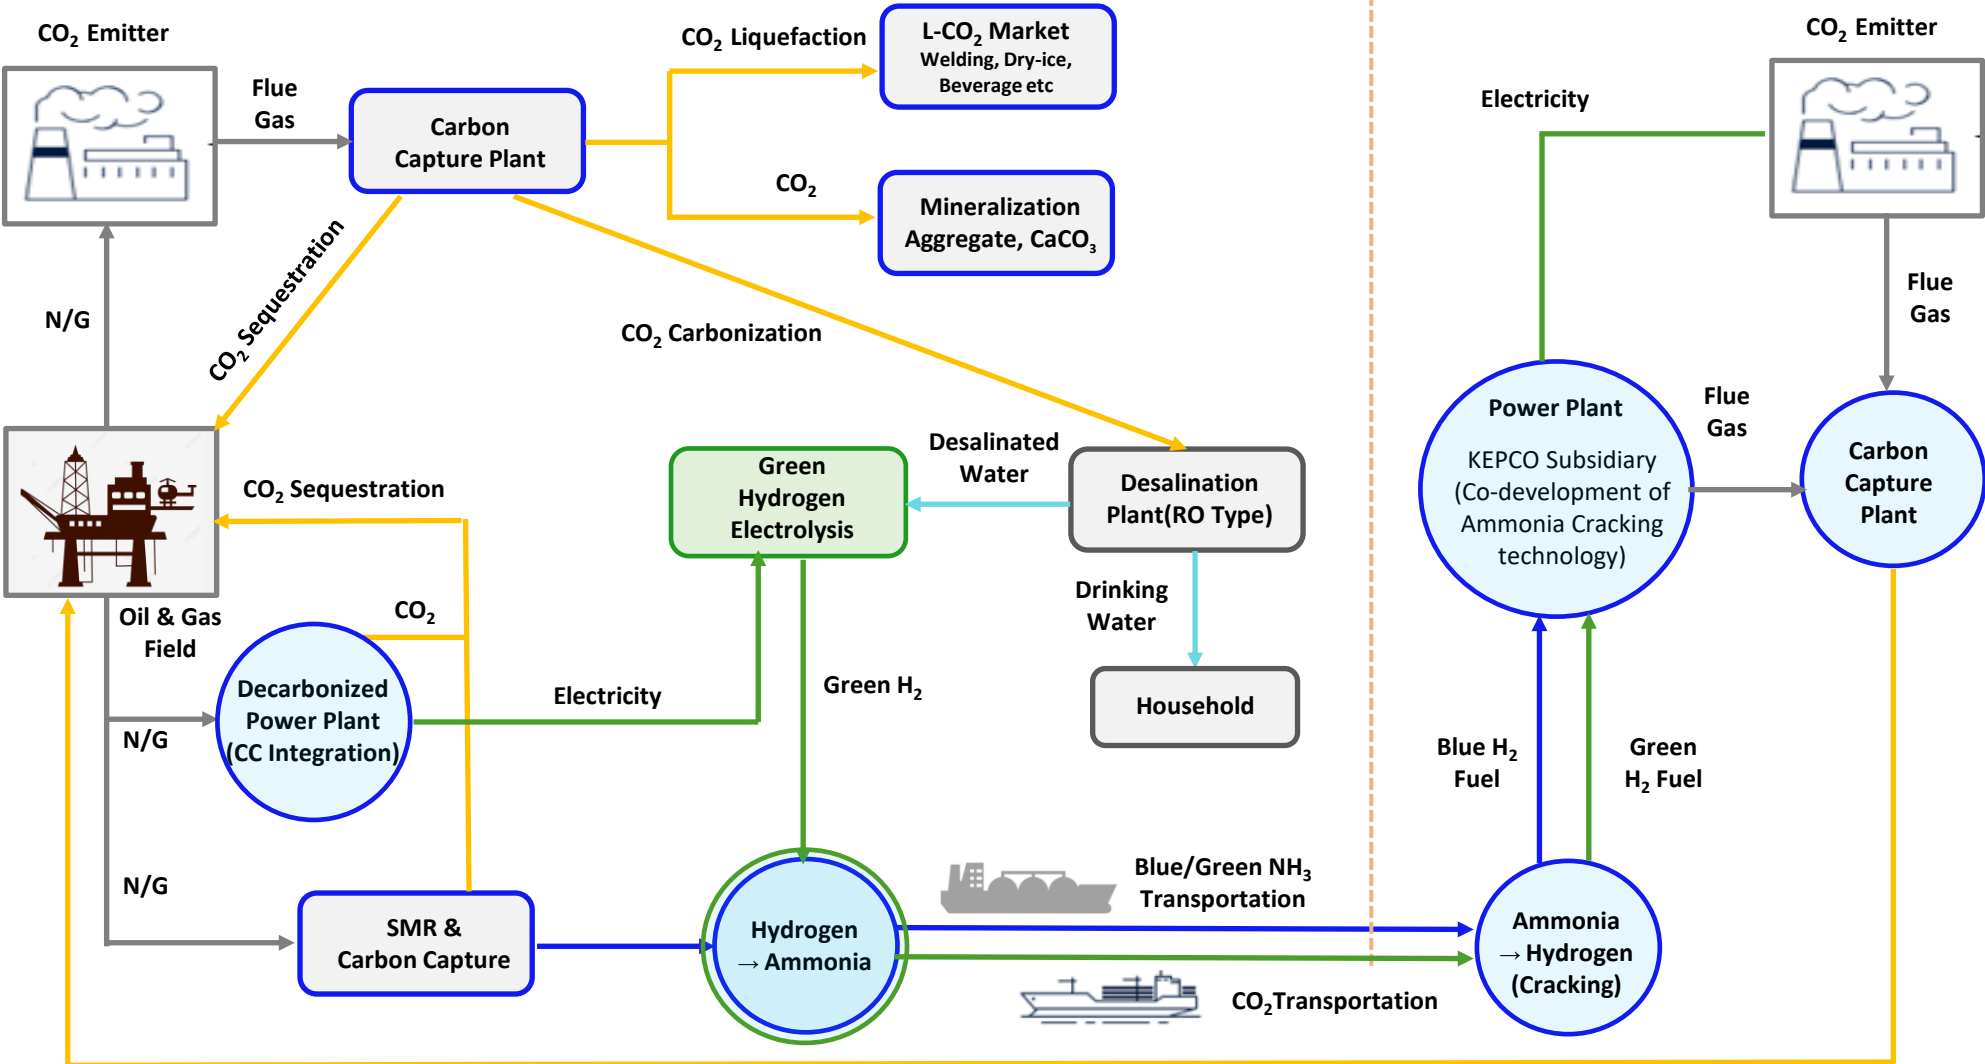 CO₂ Emitter
Flue
Gas
Carbon
Capture Plant
CO₂ Liquefaction
L-CO₂ Market
Welding, Dry-ice,
Beverage etc
CO₂
Mineralization
Aggregate, CaCO₃
N/G
CO₂ Sequestration
CO₂ Carbonization
CO₂ Sequestration
Oil & Gas
Field
CO₂
Green
Hydrogen
Electrolysis
Desalinated
Water
Desalination
Plant(RO Type)
Drinking
Water
Household
Decarbonized
Power Plant
(CC Integration)
N/G
Electricity
Green H₂
N/G
SMR &
Carbon Capture
Hydrogen
→ Ammonia
Blue/Green NH₃
Transportation
CO₂Transportation
CO₂ Emitter
Electricity
Flue
Gas
Power Plant
KEPCO Subsidiary
(Co-development of
Ammonia Cracking
technology)
Flue
Gas
Carbon
Capture
Plant
Blue H₂
Fuel
Green
H₂ Fuel
Ammonia
→ Hydrogen
(Cracking)